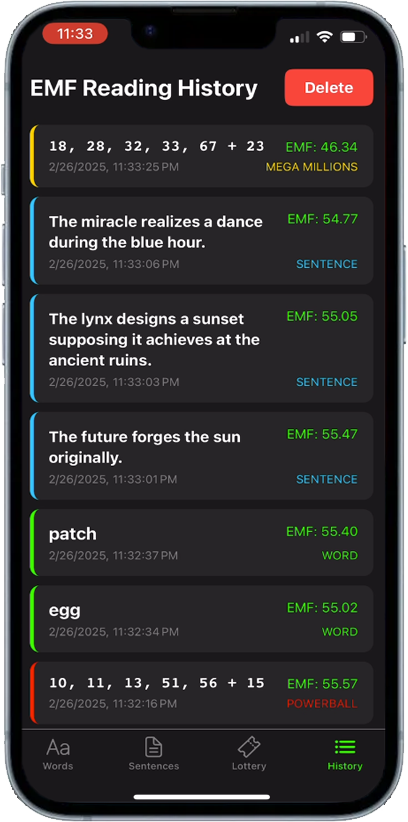 11:33
EMF Reading History
Delete
18, 28, 32, 33, 67 + 23
EMF: 46.34
2/26/2025, 11:33:25 PM
MEGA MILLIONS
The miracle realizes a dance
during the blue hour.
EMF: 54.77
2/26/2025, 11:33:06 PM
SENTENCE
The lynx designs a sunset
supposing it achieves at the
ancient ruins.
EMF: 55.05
2/26/2025, 11:33:03 PM
SENTENCE
The future forges the sun
originally.
EMF: 55.47
2/26/2025, 11:33:01 PM
SENTENCE
patch
EMF: 55.40
2/26/2025, 11:32:37 PM
WORD
egg
EMF: 55.02
2/26/2025, 11:32:34 PM
WORD
10, 11, 13, 51, 56 + 15
EMF: 55.57
2/26/2025, 11:32:16 PM
POWERBALL
Aa
Words
Sentences
Lottery
History